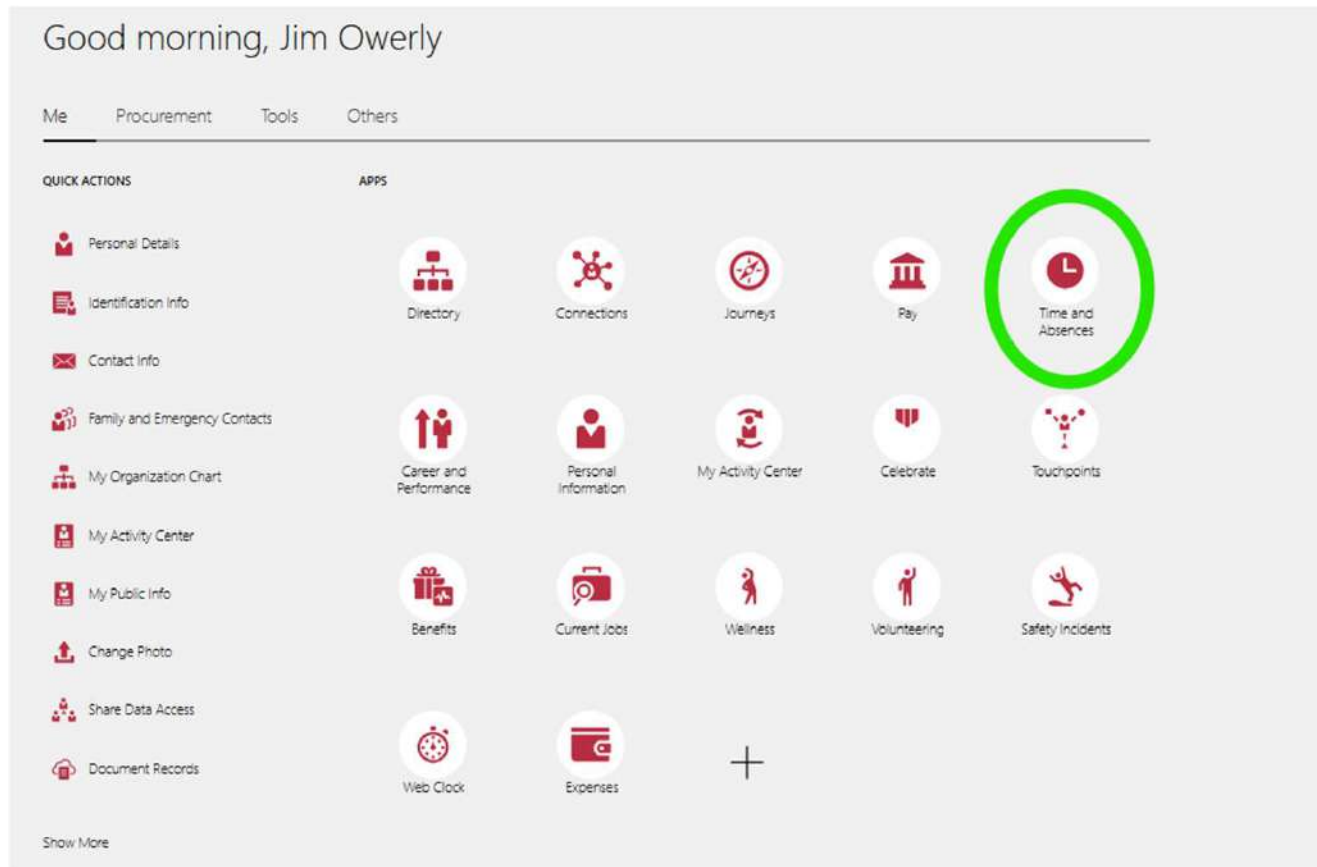 Good morning, Jim Owerly
Me Procurement Tools Others
QUICK ACTIONS
Personal Details
Identification Info
Contact Info
Family and Emergency Contacts
My Organization Chart
My Activity Center
My Public Info
Change Photo
Share Data Access
Document Records
Show More
APPS
Directory
Connections
Journeys
Pay
Time and
Absences
Career and
Performance
Personal
Information
My Activity Center
Celebrate
Touchpoints
Benefits
Current Jobs
Wellness
Volunteering
Safety Incidents
Web Clock
Expenses